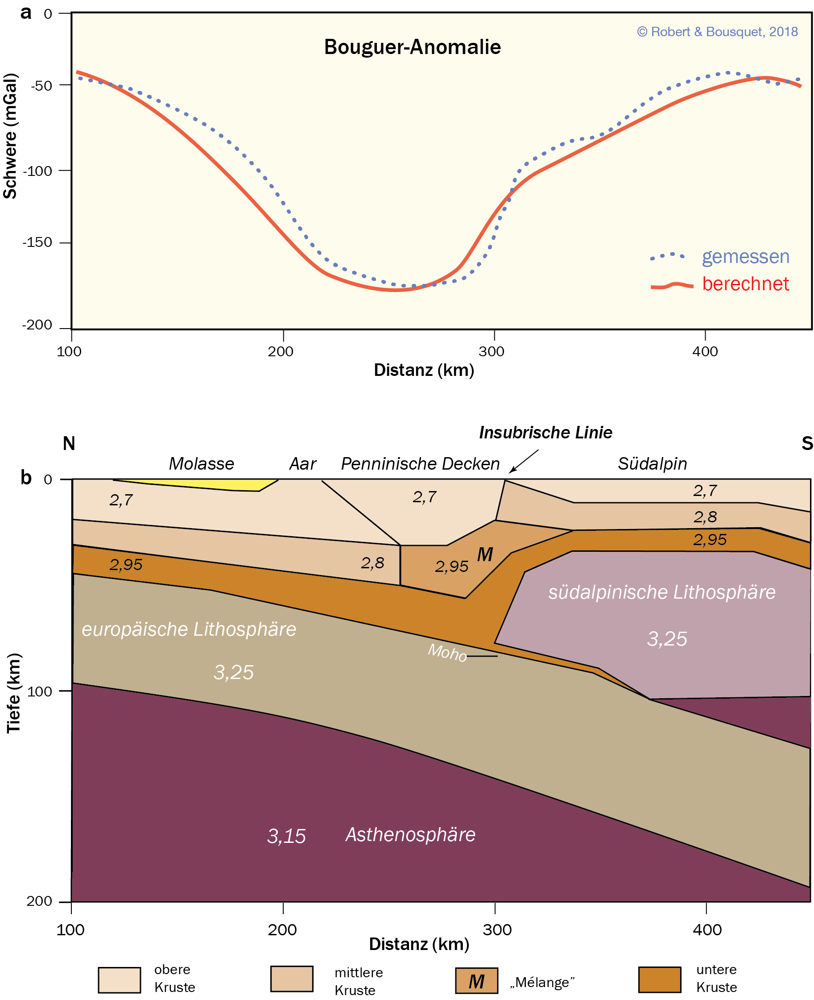 a
0
© Robert & Bousquet, 2018
Bouguer-Anomalie
-50
Schwere (mGal)
-100
-150
gemessen
berechnet
-200
100 200 300 400
Distanz (km)
Insubrische Linie
N S
Molasse Aar Penninische Decken Südalpin
b
0
2,7 2,7 2,7
2,8
2,95
2,95 2,8 2,95 M
südalpinische Lithosphäre
europäische Lithosphäre
3,25
Moho
3,25
Tiefe (km)
100
3,15 Asthenosphäre
200
100 200 300 400
Distanz (km)
obere
Kruste
mittlere
Kruste
M „Mélange”
untere
Kruste